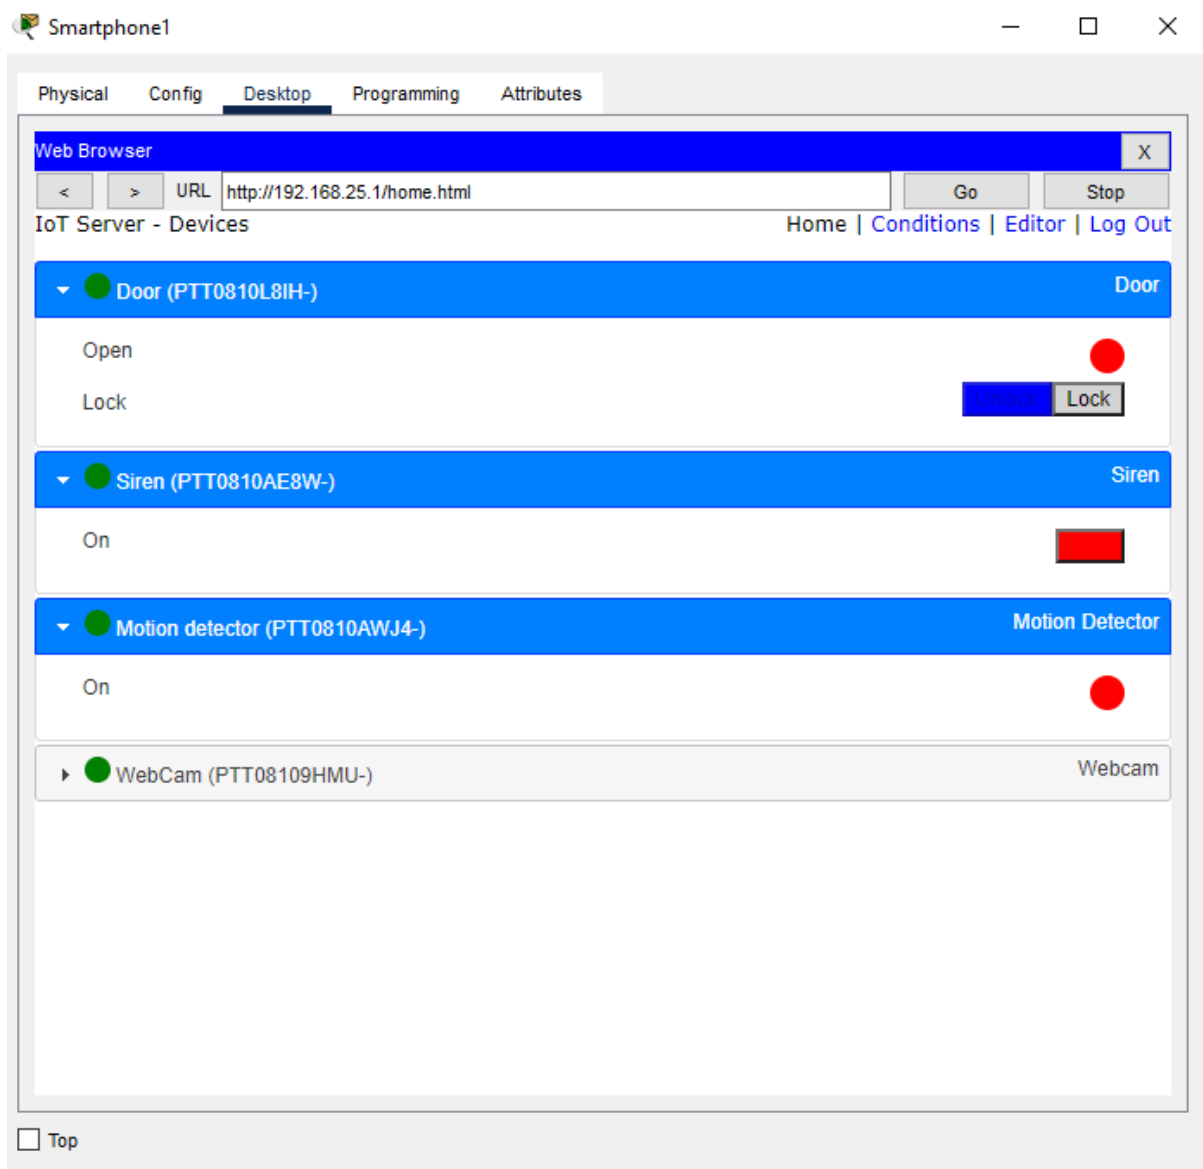 Smartphone1
Physical Config Desktop Programming Attributes
Web Browser X
< > URL http://192.168.25.1/home.html Go Stop
IoT Server - Devices Home | Conditions | Editor | Log Out
Door (PTT0810L8IH-) Door
Open
Lock Unlock Lock
Siren (PTT0810AE8W-) Siren
On
Motion detector (PTT0810AWJ4-) Motion Detector
On
WebCam (PTT08109HMU-) Webcam
Top